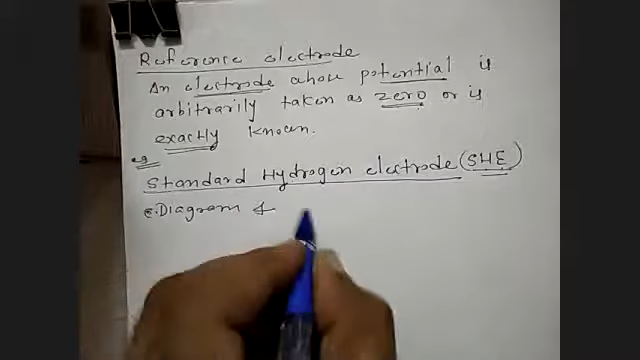 Reference electrode
An electrode whose potential is
arbitrarily taken as zero or is
exactly known.
eg
Standard Hydrogen electrode (SHE)
Diagram &